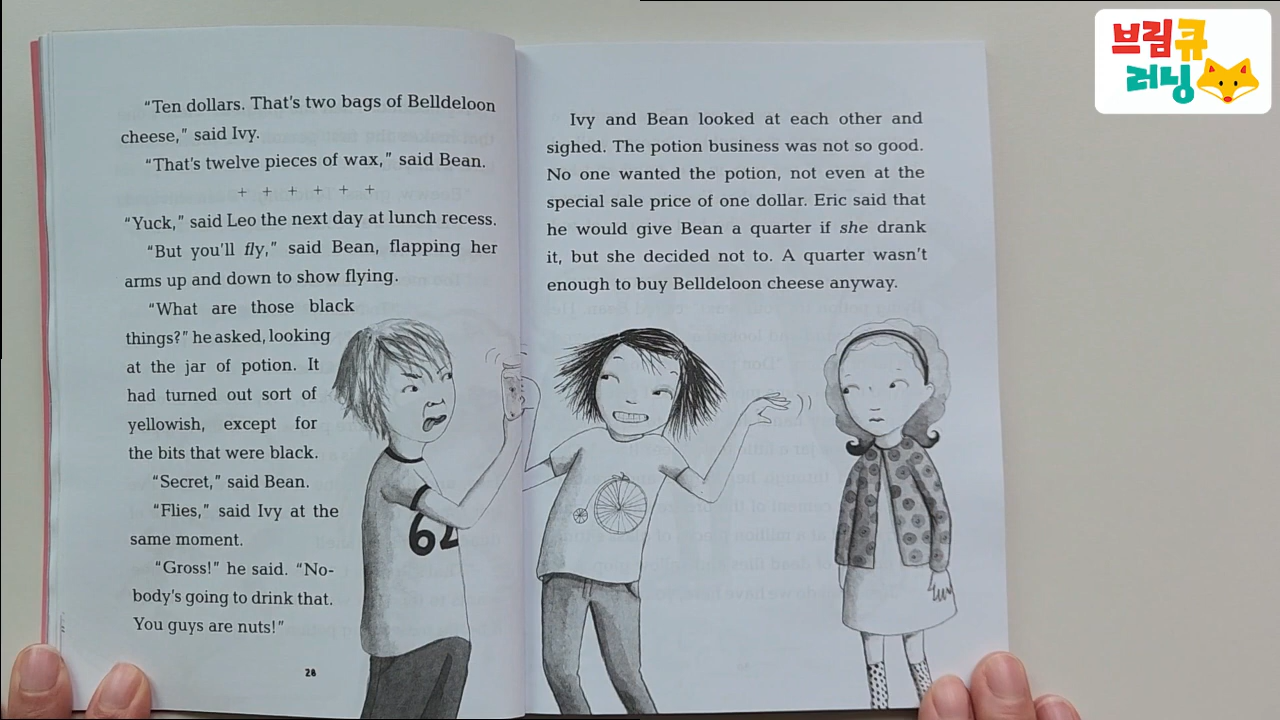 “Ten dollars. That’s two bags of Belldeloon
cheese,” said Ivy.
“That’s twelve pieces of wax,” said Bean.
+ + + + + +
“Yuck,” said Leo the next day at lunch recess.
“But you’ll fly,” said Bean, flapping her
arms up and down to show flying.
“What are those black
things?” he asked, looking
at the jar of potion. It
had turned out sort of
yellowish, except for
the bits that were black.
“Secret,” said Bean.
“Flies,” said Ivy at the
same moment.
“Gross!” he said. “No-
body’s going to drink that.
You guys are nuts!”
28
62
Ivy and Bean looked at each other and
sighed. The potion business was not so good.
No one wanted the potion, not even at the
special sale price of one dollar. Eric said that
he would give Bean a quarter if she drank
it, but she decided not to. A quarter wasn’t
enough to buy Belldeloon cheese anyway.
브림큐
러닝